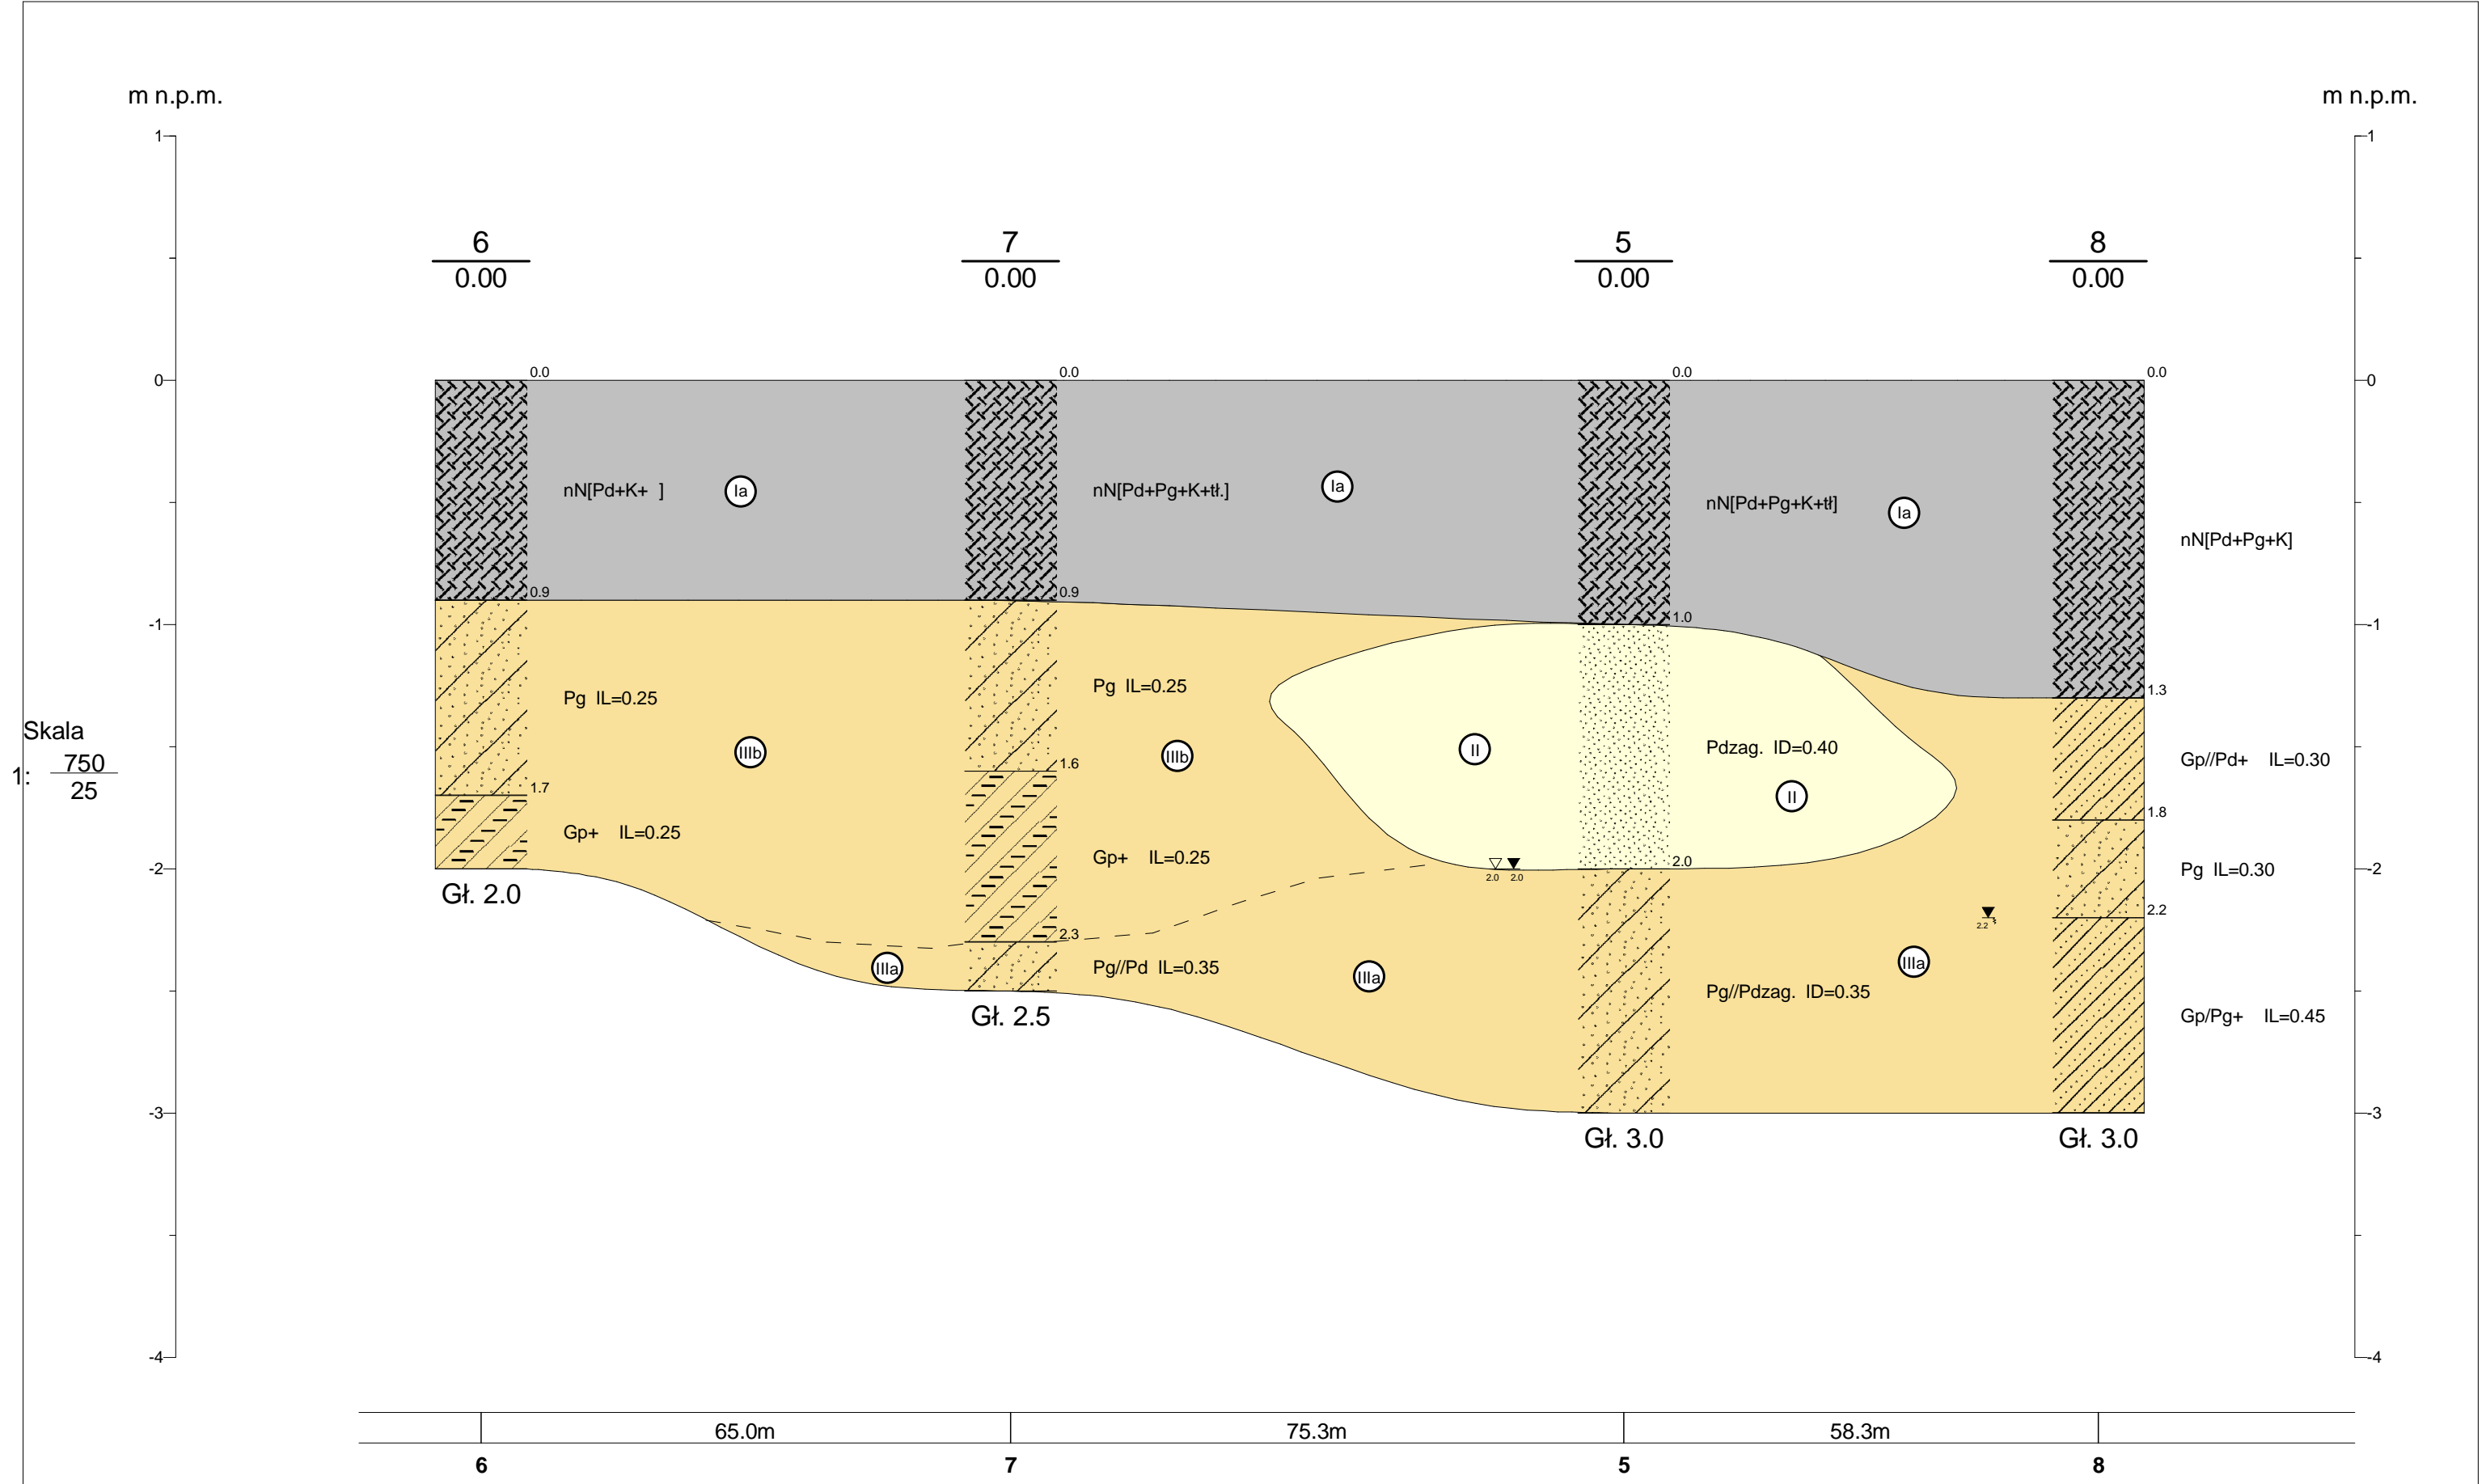 m n.p.m. m n.p.m.
1 1
6 7 5 8
0.00 0.00 0.00 0.00
0 0.0 0.0 0.0 0.0 0
nN[Pd+K+ ] Ia nN[Pd+Pg+K+tł.] Ia nN[Pd+Pg+K+tł] Ia
nN[Pd+Pg+K]
0.9 0.9
-1 1.0 -1
1.3
Pg IL=0.25 Pg IL=0.25
Skala
1: 750
25
IIIb IIIb II Pdzag. ID=0.40
Gp//Pd+ IL=0.30
1.7 1.6 II 1.8
Gp+ IL=0.25 Gp+ IL=0.25
-2 2.0 2.0 2.0 Pg IL=0.30 -2
Gł. 2.0 2.2 2.2
2.3
IIIa Pg//Pd IL=0.35 IIIa IIIa
Pg//Pdzag. ID=0.35
Gł. 2.5 Gp/Pg+ IL=0.45
-3 -3
Gł. 3.0 Gł. 3.0
-4 -4
65.0m 75.3m 58.3m
6 7 5 8